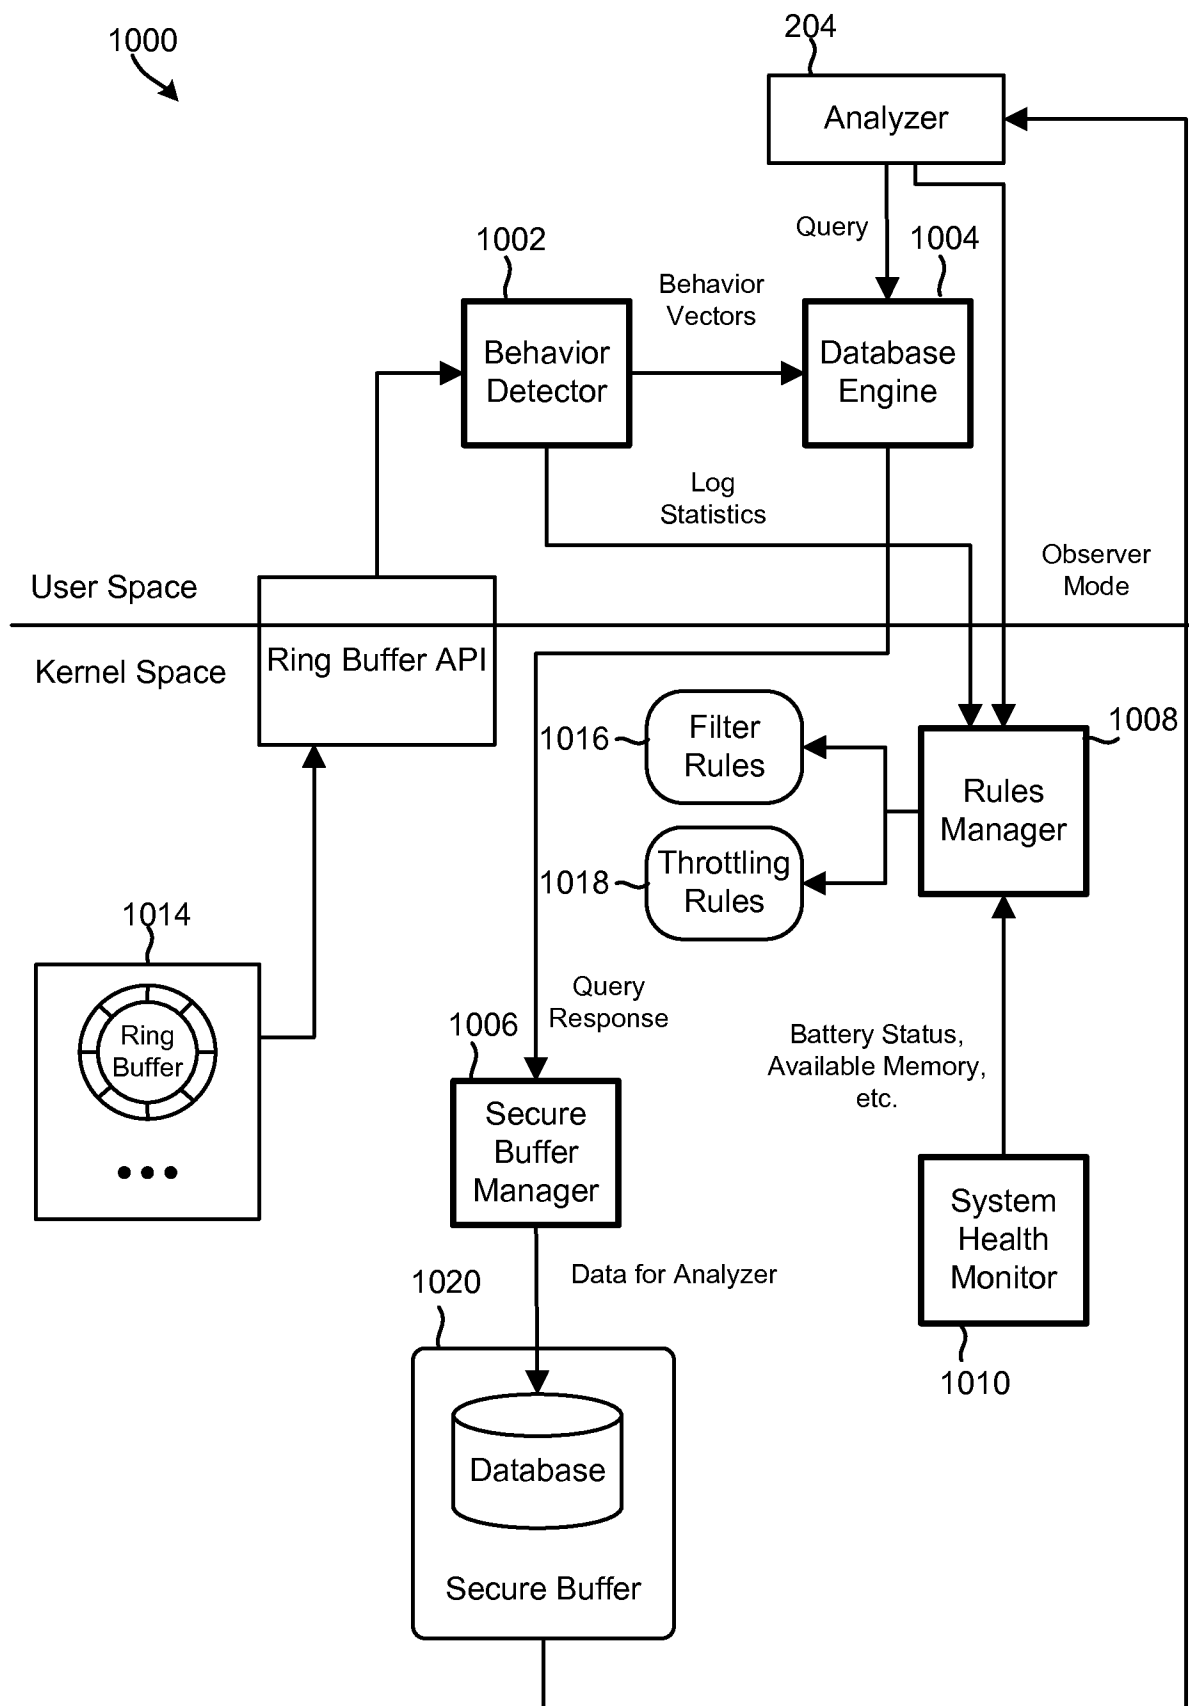 1000
204
Analyzer
Query
1004
1002
Behavior
Vectors
Behavior
Detector
Database
Engine
Log
Statistics
Observer
Mode
User Space
Kernel Space
Ring Buffer API
1016
Filter
Rules
1008
Rules
Manager
1018
Throttling
Rules
1014
Ring
Buffer
Query
Response
1006
Secure
Buffer
Manager
Battery Status,
Available Memory,
etc.
System
Health
Monitor
1010
Data for Analyzer
1020
Database
Secure Buffer